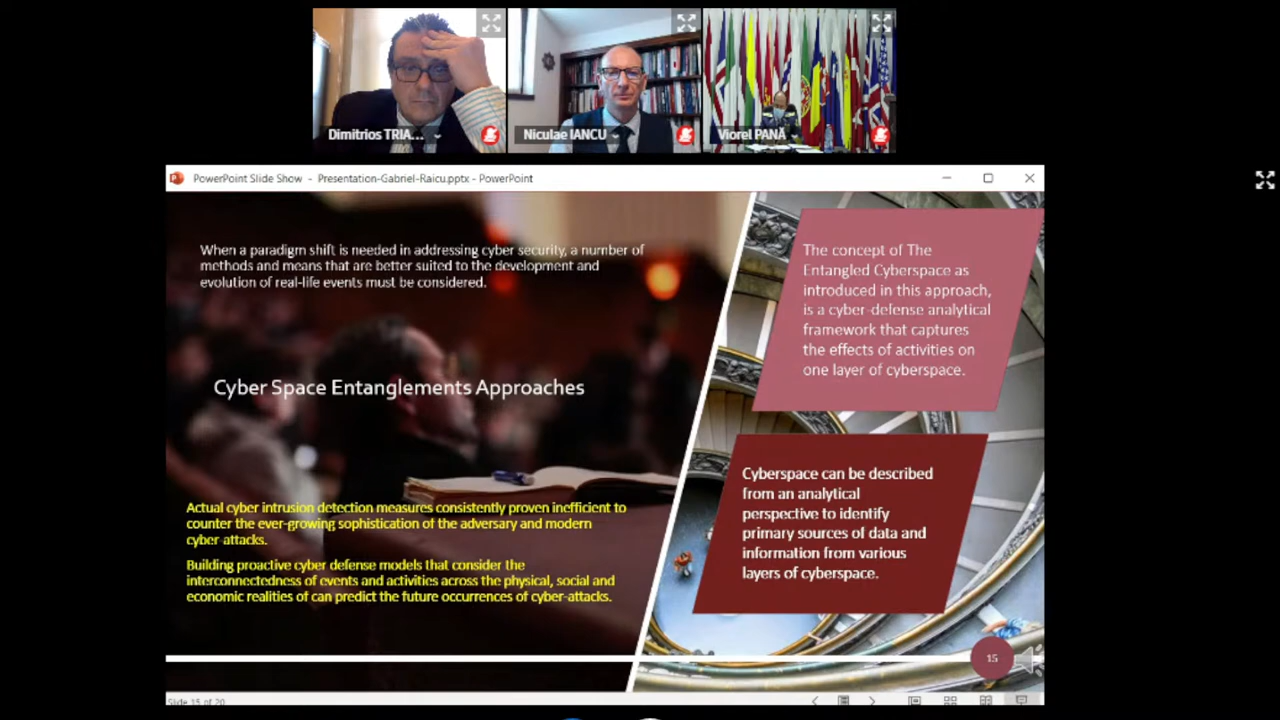 Dimitrios TRIA...
Niculae IANCU
Viorel PANĂ
PowerPoint Slide Show - Presentation-Gabriel-Raicu.pptx - PowerPoint
When a paradigm shift is needed in addressing cyber security, a number of
methods and means that are better suited to the development and
evolution of real-life events must be considered.
Cyber Space Entanglements Approaches
Actual cyber intrusion detection measures consistently proven inefficient to
counter the ever-growing sophistication of the adversary and modern
cyber-attacks.
Building proactive cyber defense models that consider the
interconnectedness of events and activities across the physical, social and
economic realities of can predict the future occurrences of cyber-attacks.
The concept of The
Entangled Cyberspace as
introduced in this approach,
is a cyber-defense analytical
framework that captures
the effects of activities on
one layer of cyberspace.
Cyberspace can be described
from an analytical
perspective to identify
primary sources of data and
information from various
layers of cyberspace.
15
Slide 15 of 20